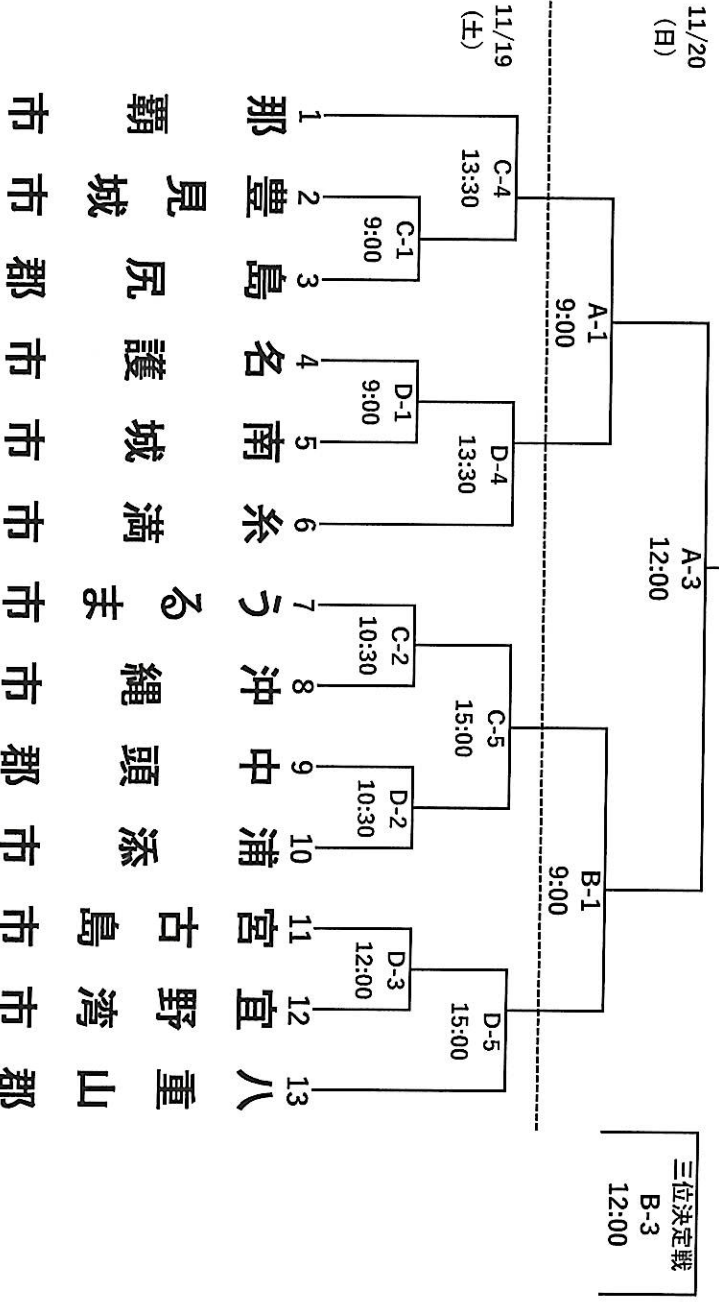 11/20
(日)
11/19
(土)
A-3
12:00
三位決定戦
B-3
12:00
A-1
9:00
B-1
9:00
C-4
13:30
D-4
13:30
C-5
15:00
D-5
15:00
C-1
9:00
D-1
9:00
C-2
10:30
D-2
10:30
D-3
12:00
1
那覇市
2
豊見城市
3
島尻郡
4
名護市
5
南城市
6
糸満市
7
うるま市
8
沖縄市
9
中頭郡
10
浦添市
11
宮古島市
12
宜野湾市
13
八重山郡